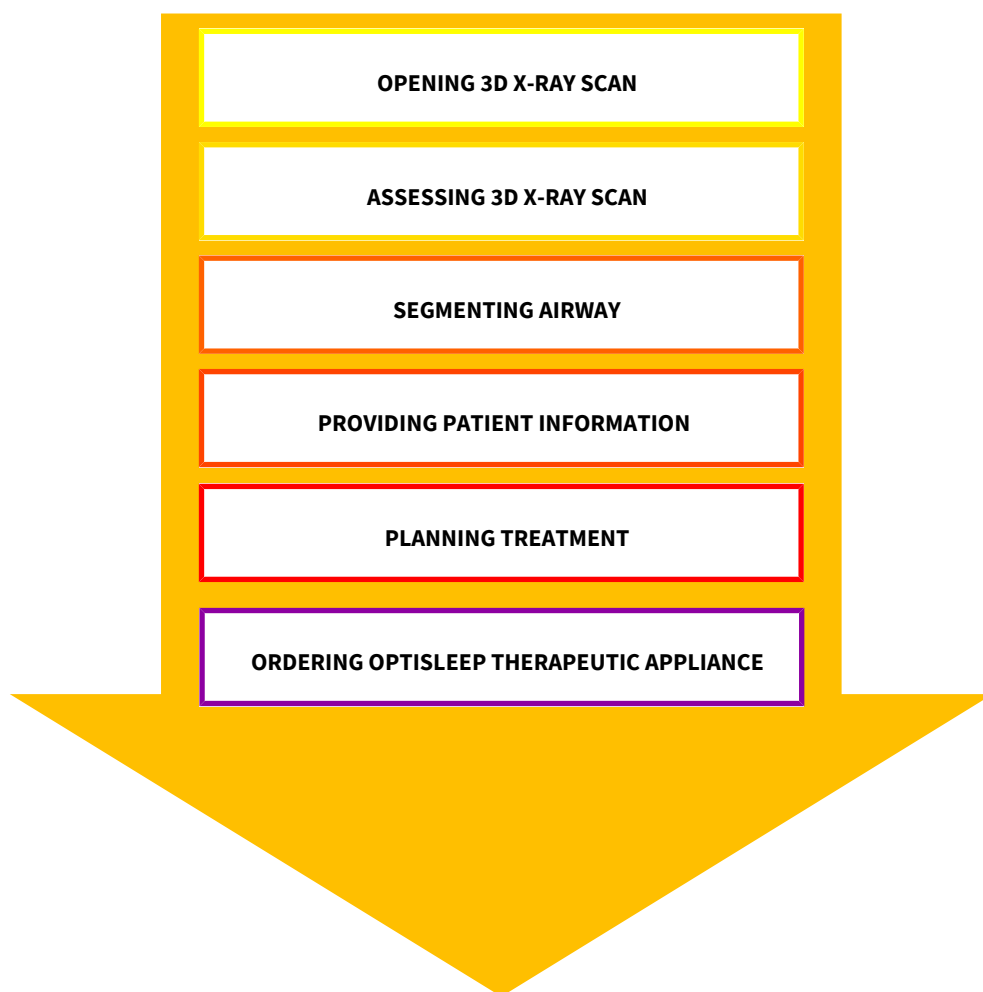 OPENING 3D X-RAY SCAN
ASSESSING 3D X-RAY SCAN
SEGMENTING AIRWAY
PROVIDING PATIENT INFORMATION
PLANNING TREATMENT
ORDERING OPTISLEEP THERAPEUTIC APPLIANCE